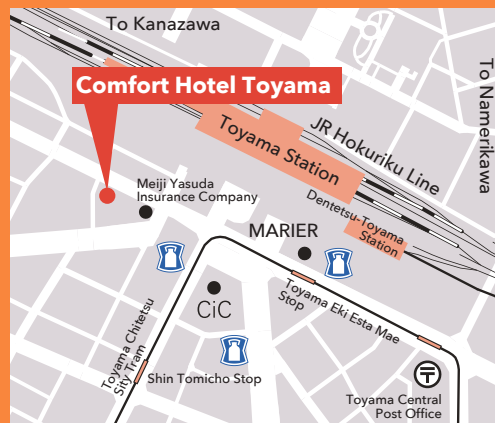 To Kanazawa
To Namerikawa
Comfort Hotel Toyama
Toyama Station
JR Hokuriku Line
Meiji Yasuda
Insurance Company
Dentetsu-Toyama
Station
MARIER
CiC
Toyama Eki Esta Mae
Stop
Toyama Chitetsu
Sity Tram
Shin Tomicho Stop
〒
Toyama Central
Post Office